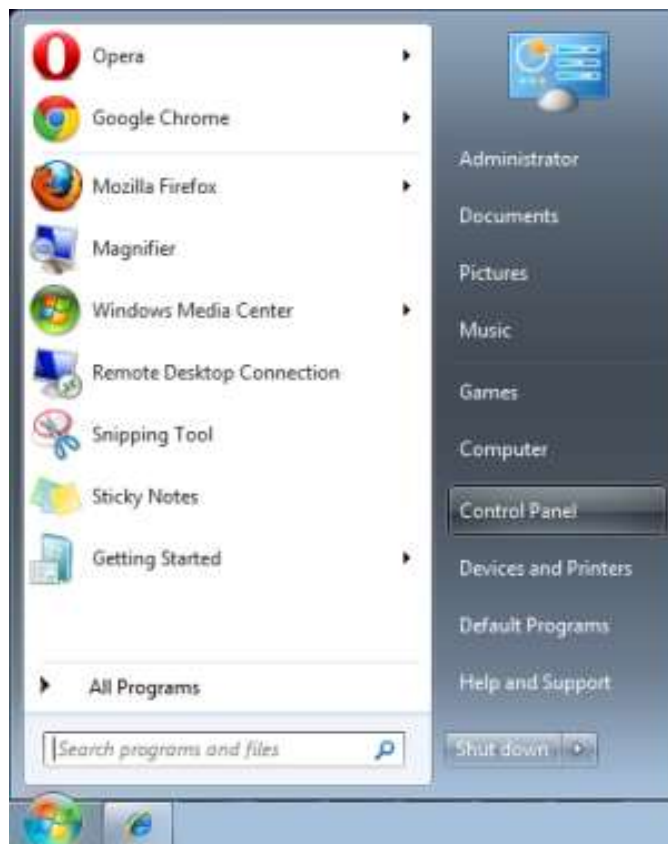 Opera
Google Chrome
Mozilla Firefox
Magnifier
Windows Media Center
Remote Desktop Connection
Snipping Tool
Sticky Notes
Getting Started
All Programs
Search programs and files
Administrator
Documents
Pictures
Music
Games
Computer
Control Panel
Devices and Printers
Default Programs
Help and Support
Shut down